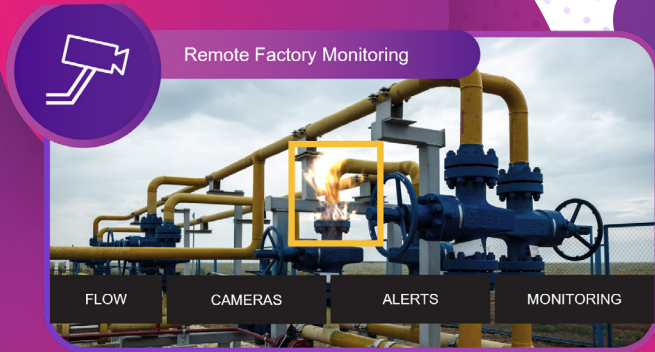 Remote Factory Monitoring
FLOW
CAMERAS
ALERTS
MONITORING